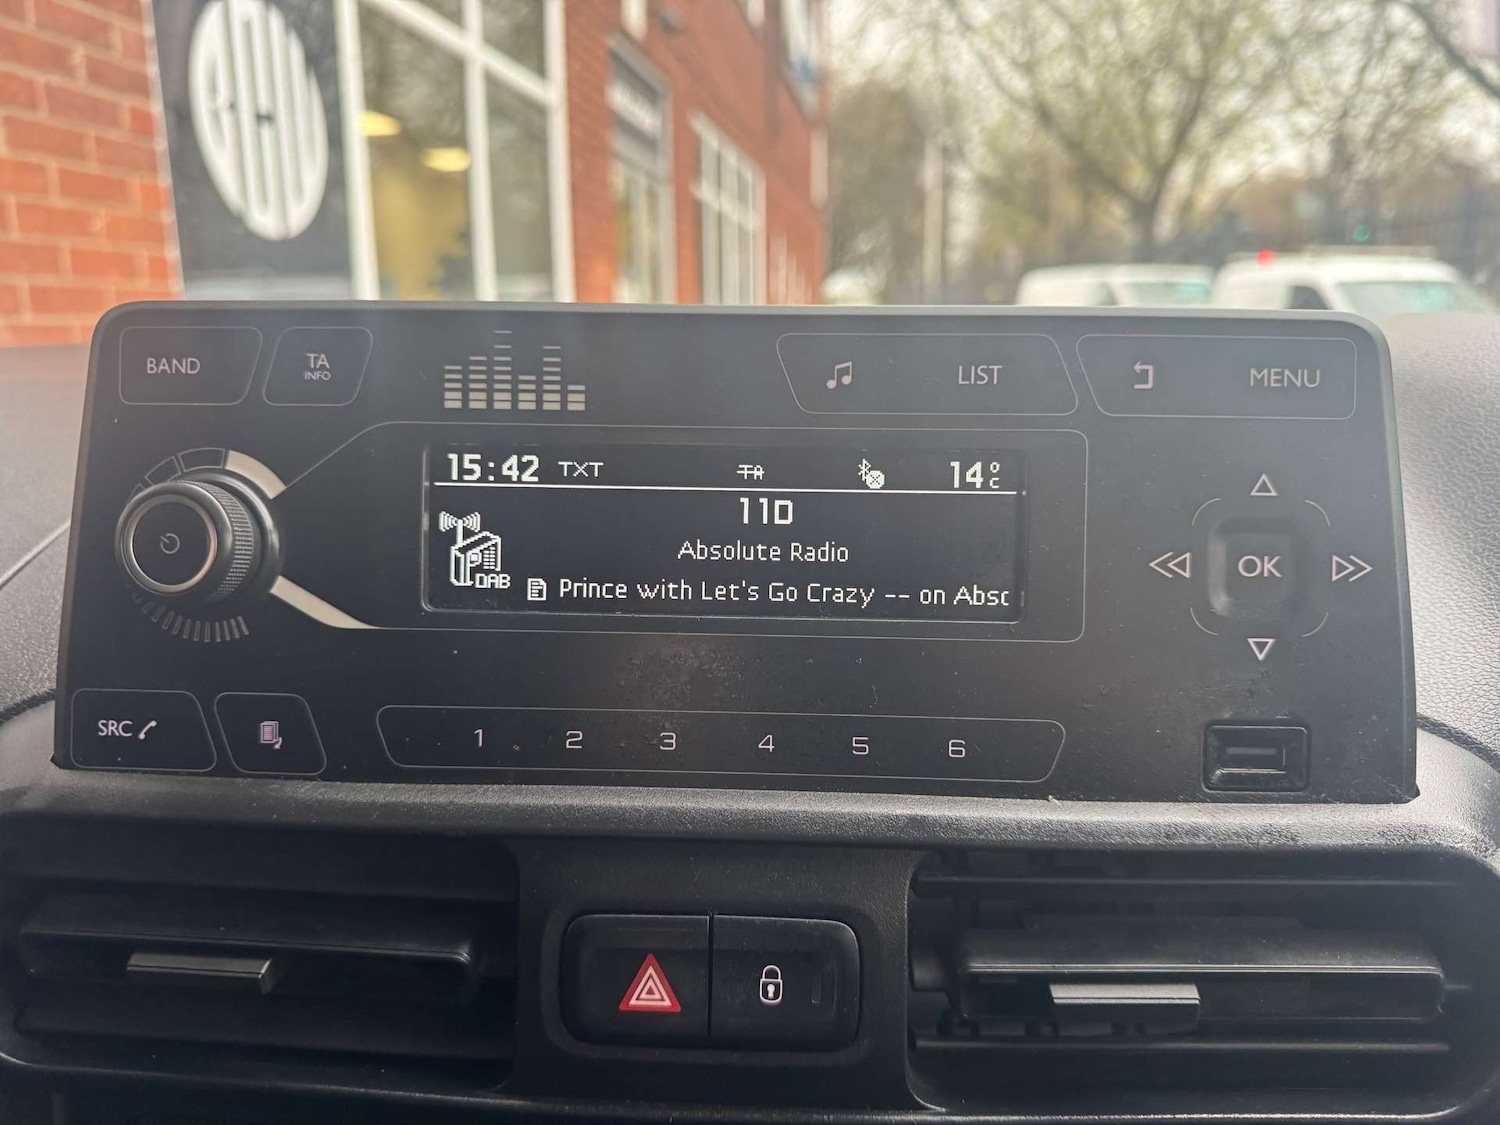 BAND
TA
INFO
LIST
MENU
15:42 TXT TA 14°C
11D
Absolute Radio
DAB
Prince with Let's Go Crazy -- on Absc
OK
SRC
1 2 3 4 5 6